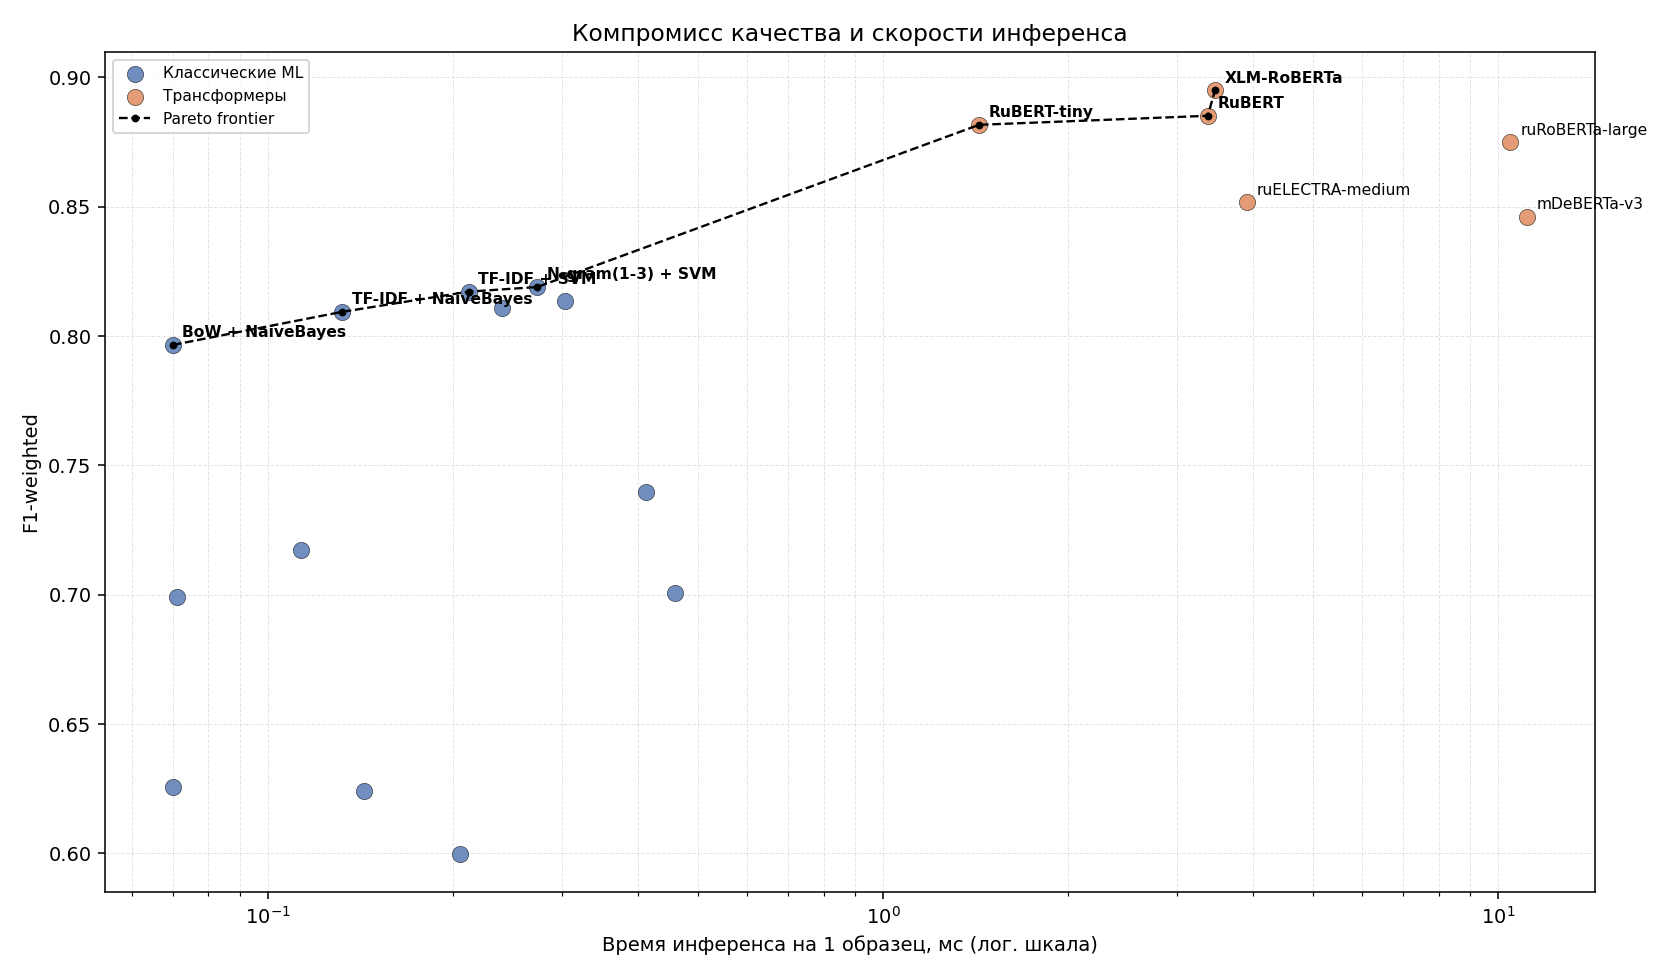 Компромисс качества и скорости инференса
Классические ML
Трансформеры
Pareto frontier
XLM-RoBERTa
RuBERT
RuBERT-tiny
ruRoBERTa-large
ruELECTRA-medium
mDeBERTa-v3
N-gram(1-3) + SVM
TF-IDF + SVM
TF-IDF + NaiveBayes
BoW + NaiveBayes
0.90
0.85
0.80
0.75
0.70
0.65
0.60
F1-weighted
10⁻¹
10⁰
10¹
Время инференса на 1 образец, мс (лог. шкала)